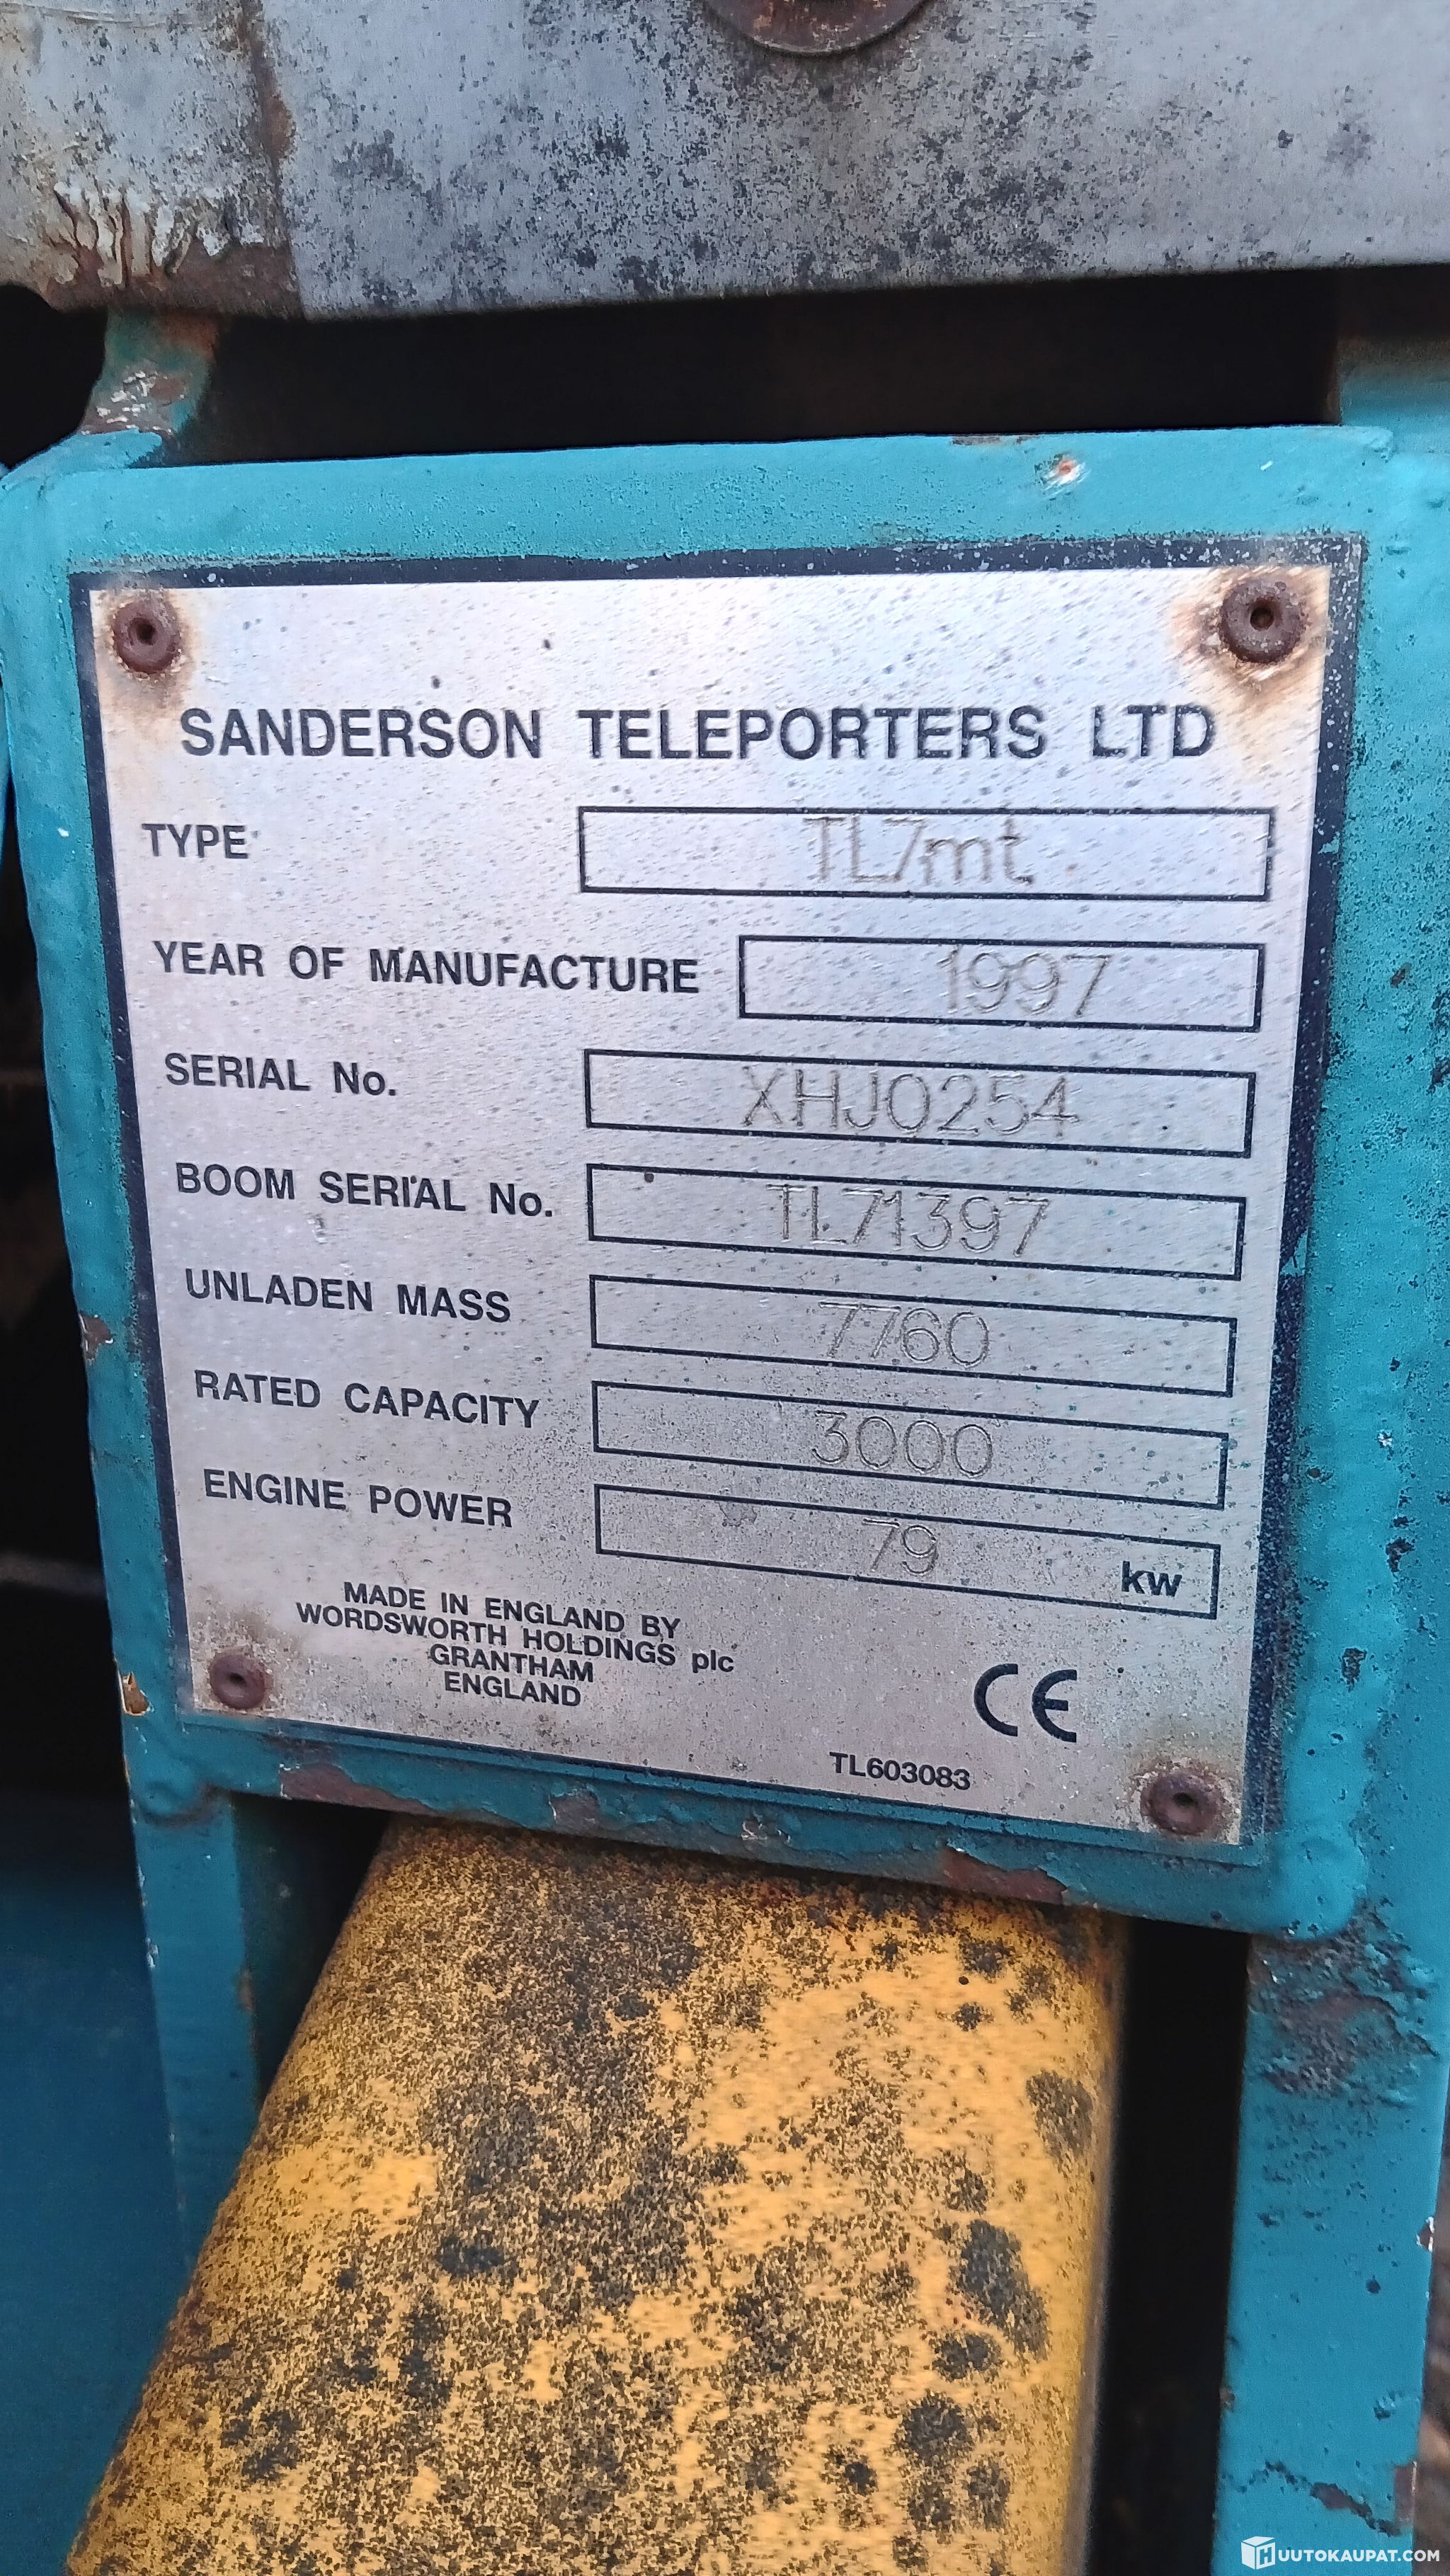 SANDERSON TELEPORTERS LTD
TYPE TL7mt
YEAR OF MANUFACTURE 1997
SERIAL No. XHJ0254
BOOM SERIAL No. TL71397
UNLADEN MASS 7760
RATED CAPACITY 3000
ENGINE POWER 79 kw
MADE IN ENGLAND BY
WORDSWORTH HOLDINGS plc
GRANTHAM
ENGLAND
CE
TL603083
HUUTOKAUPAT.COM